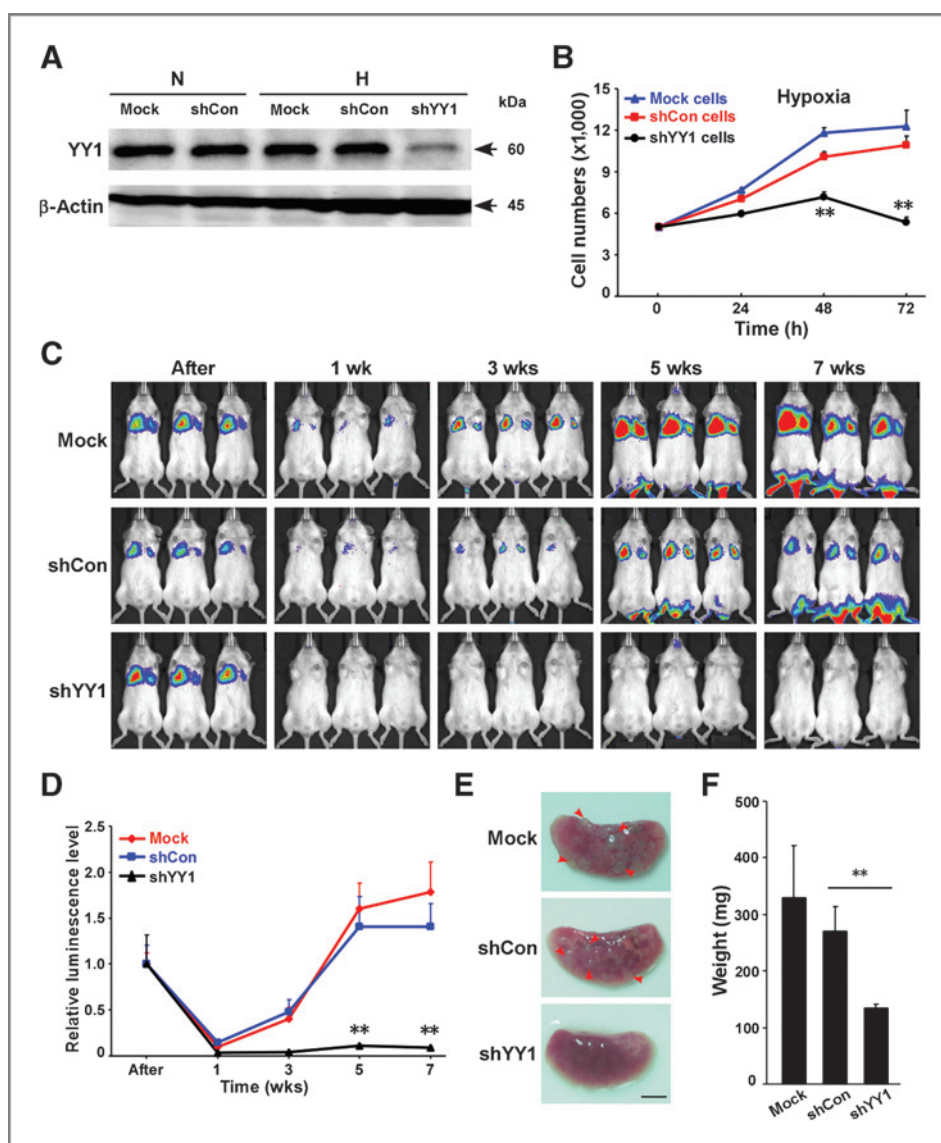 A
N H
Mock shCon Mock shCon shYY1 kDa
YY1 60
β-Actin 45
B
Mock cells
shCon cells
shYY1 cells
Hypoxia
Cell numbers (x1,000)
15
12
9
6
3
0
** **
0 24 48 72
Time (h)
C
After 1 wk 3 wks 5 wks 7 wks
Mock
shCon
shYY1
D
Relative luminescence level
2.5
2.0
1.5
1.0
0.5
0
Mock
shCon
shYY1
** **
After 1 3 5 7
Time (wks)
E
Mock
shCon
shYY1
F
Weight (mg)
500
400
300
200
100
0
**
Mock shCon shYY1